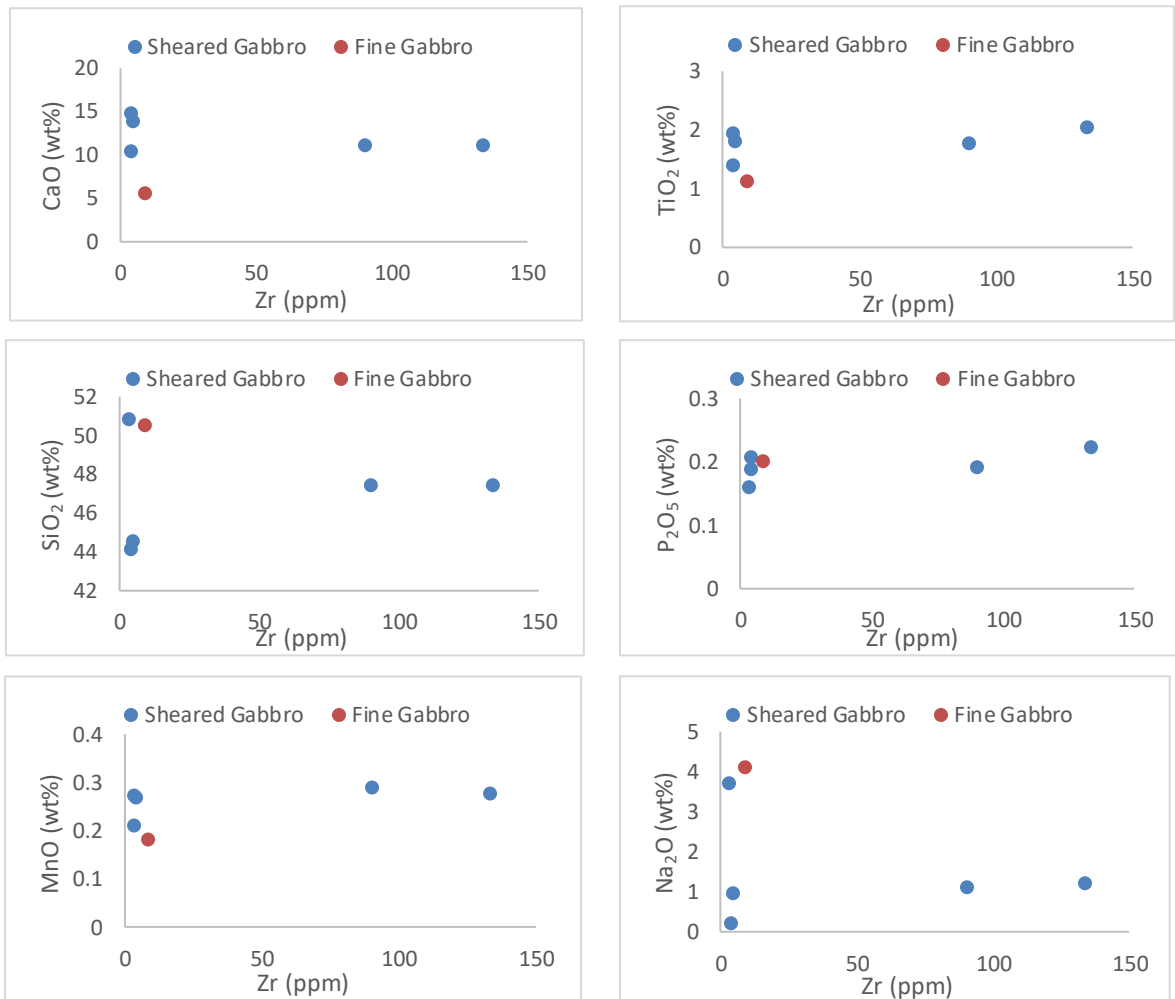 Sheared Gabbro Fine Gabbro
20
15
10
5
0
CaO (wt%)
0 50 100 150
Zr (ppm)
Sheared Gabbro Fine Gabbro
3
2
1
0
TiO₂ (wt%)
0 50 100 150
Zr (ppm)
Sheared Gabbro Fine Gabbro
52
50
48
46
44
42
SiO₂ (wt%)
0 50 100 150
Zr (ppm)
Sheared Gabbro Fine Gabbro
0.3
0.2
0.1
0
P₂O₅ (wt%)
0 50 100 150
Zr (ppm)
Sheared Gabbro Fine Gabbro
0.4
0.3
0.2
0.1
0
MnO (wt%)
0 50 100 150
Zr (ppm)
Sheared Gabbro Fine Gabbro
5
4
3
2
1
0
Na₂O (wt%)
0 50 100 150
Zr (ppm)